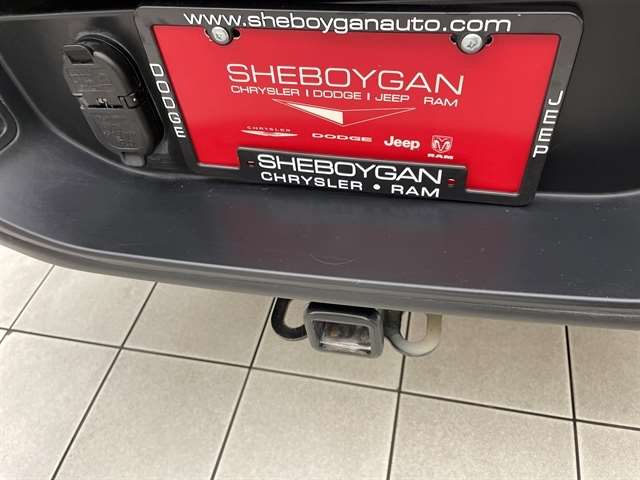 www.sheboyganauto.com
DODGE
JEEP
SHEBOYGAN
CHRYSLER | DODGE | JEEP RAM
CHRYSLER
DODGE
Jeep
RAM
SHEBOYGAN
CHRYSLER • RAM